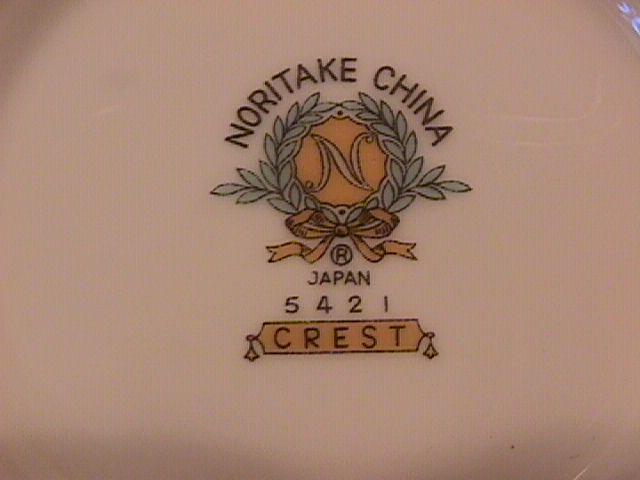 NORITAKE CHINA
N
®
JAPAN
5421
CREST